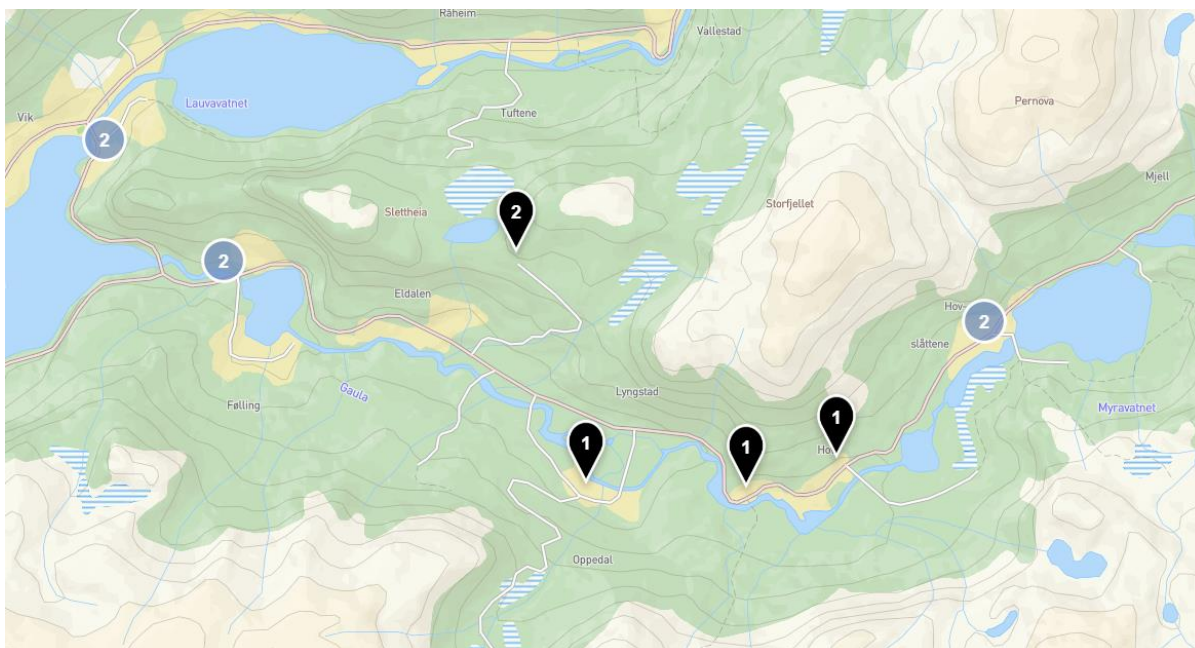 Råheim
Vallestad
Lauvavatnet
Pernova
Vik
Tuftene
2
Mjell
Slettheia
2
Storfjellet
2
Eldalen
Hov-
slåttene
2
Lyngstad
Gaula
Følling
Myravatnet
1
1
1
Oppedal